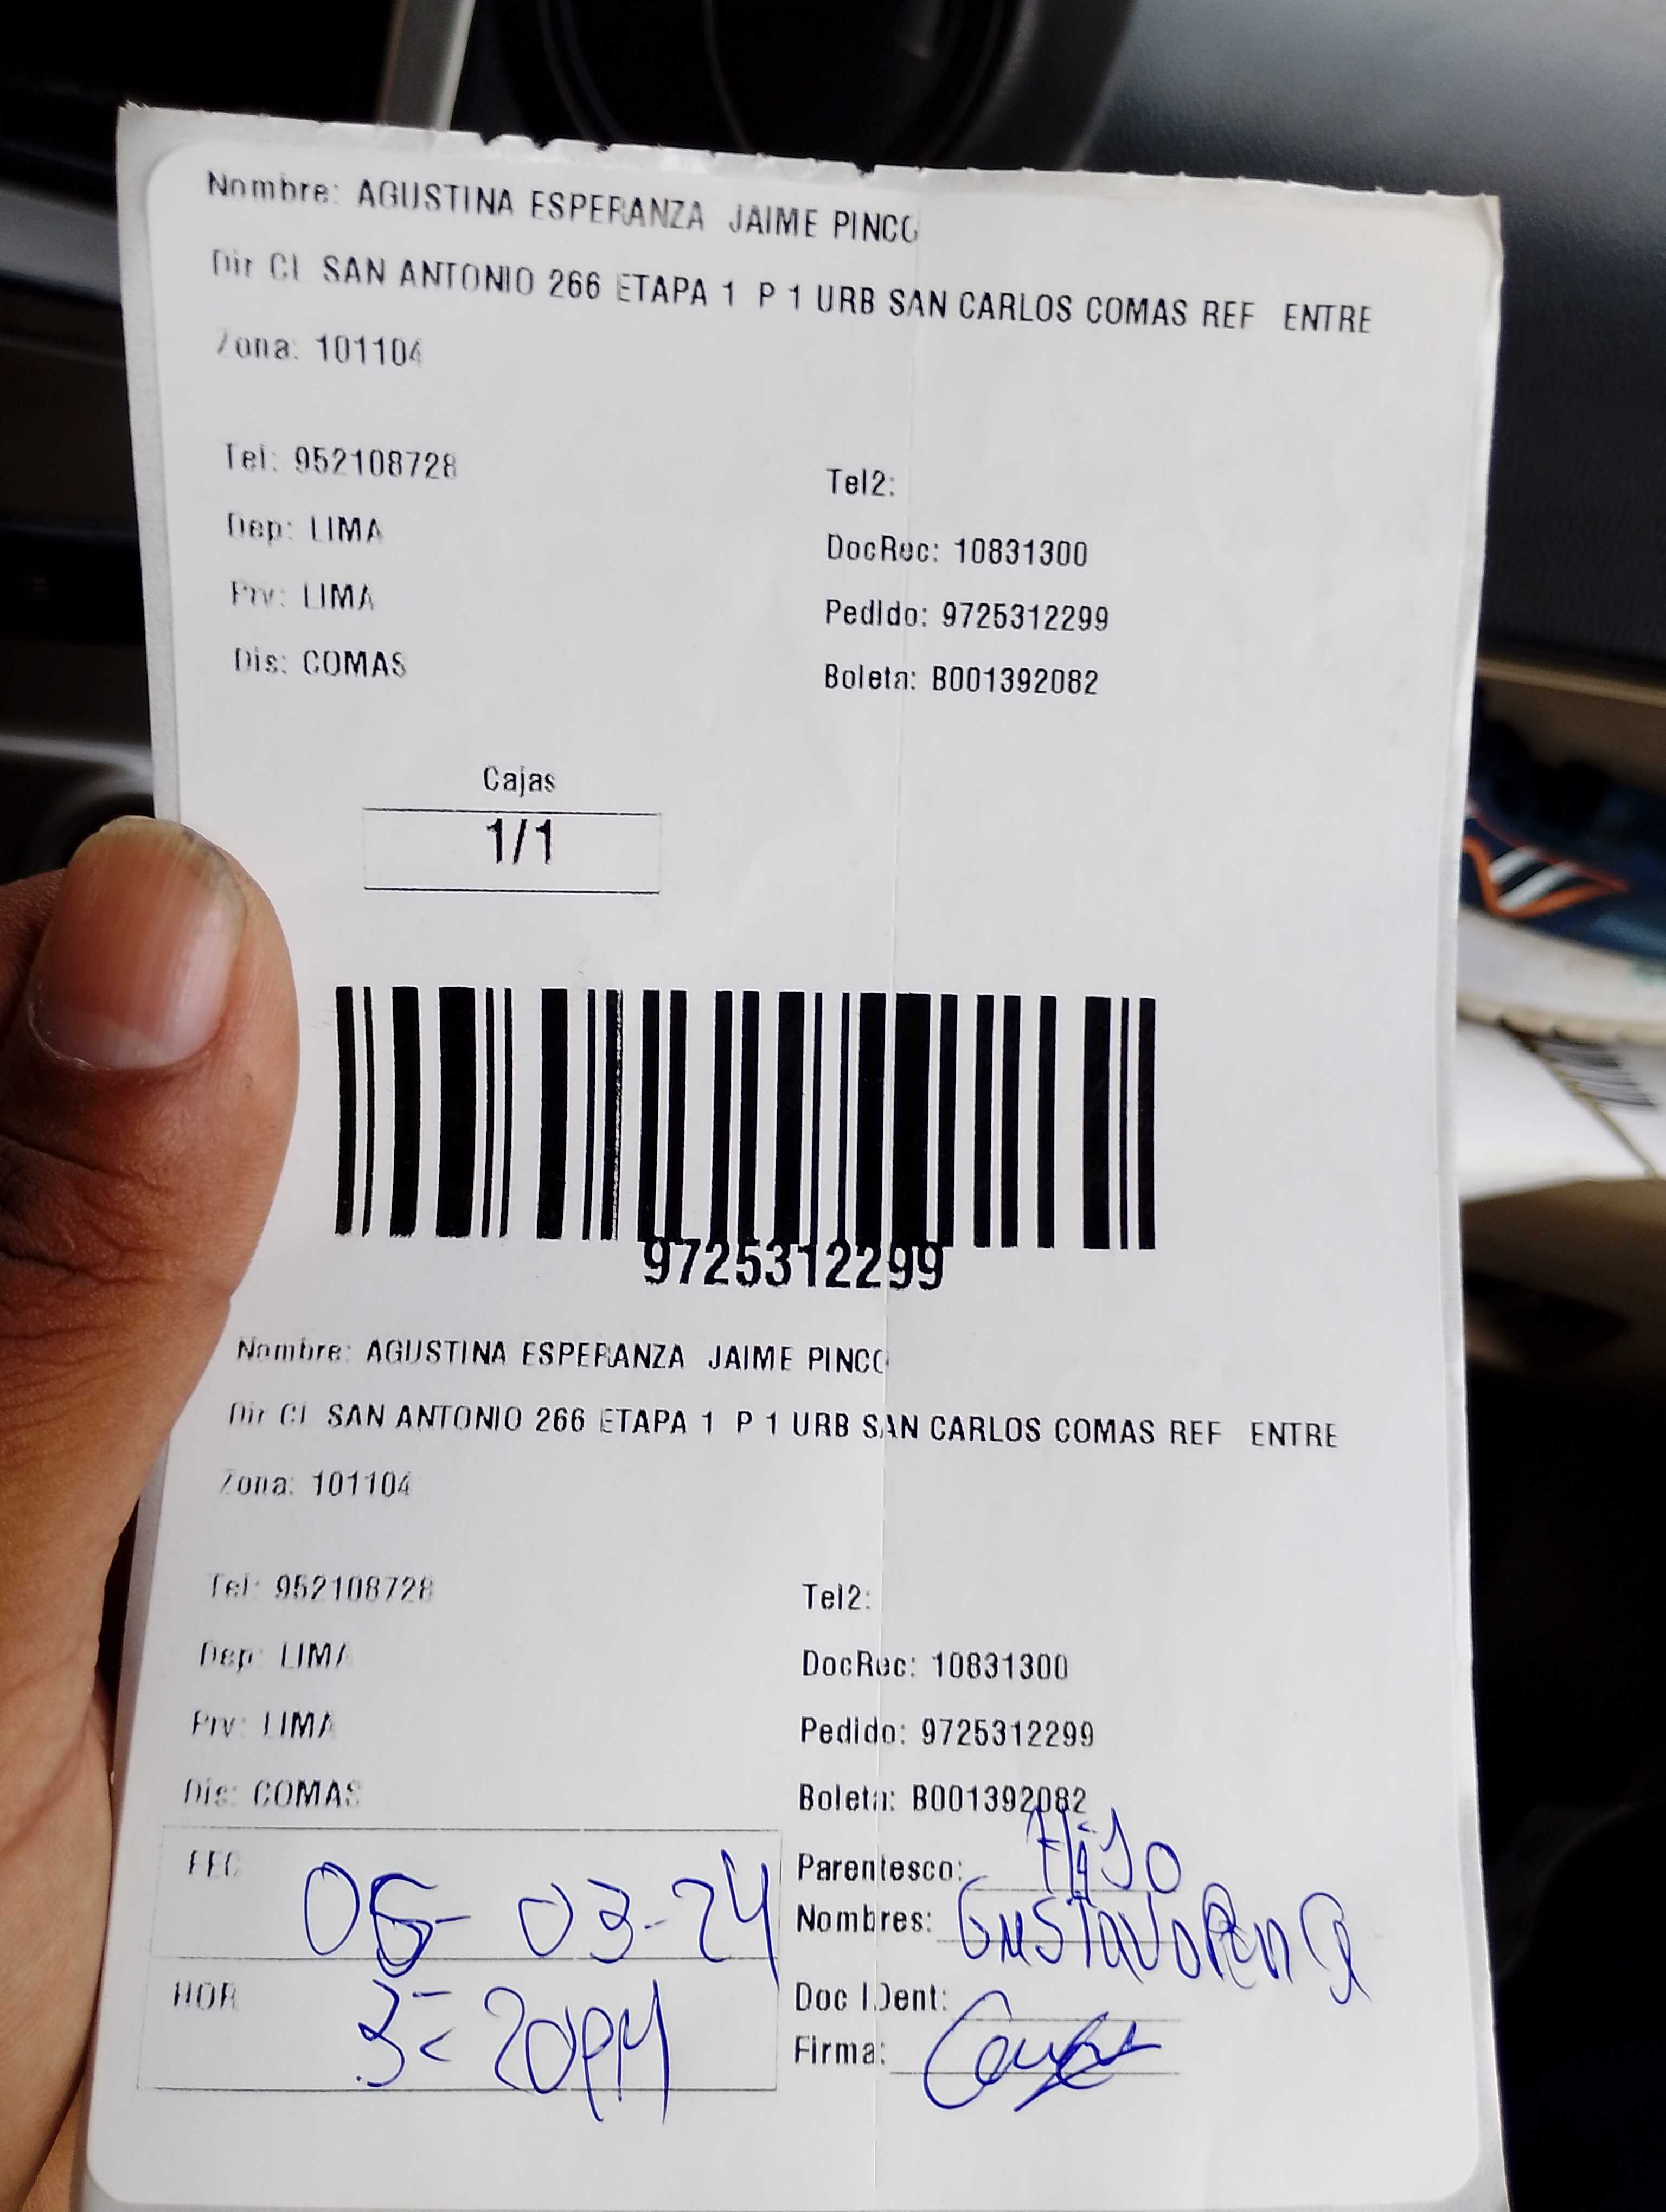 Nombre: AGUSTINA ESPERANZA JAIME PINCO
Dir Cl SAN ANTONIO 266 ETAPA 1 P 1 URB SAN CARLOS COMAS REF ENTRE
Zona: 101104
Tel: 952108728
Tel2:
Dep: LIMA
DocRec: 10831300
Prv: LIMA
Pedido: 9725312299
Dis: COMAS
Boleta: B001392082
Cajas
1/1
9725312299
Nombre: AGUSTINA ESPERANZA JAIME PINCO
Dir Cl SAN ANTONIO 266 ETAPA 1 P 1 URB SAN CARLOS COMAS REF ENTRE
Zona: 101104
Tel: 952108728
Tel2:
Dep: LIMA
DocRec: 10831300
Prv: LIMA
Pedido: 9725312299
Dis: COMAS
Boleta: B001392082
FEC 05-03-24
Parentesco: Hijo
Nombres: Gustavo
HOR 3:20PM
Doc IDent:
Firma: